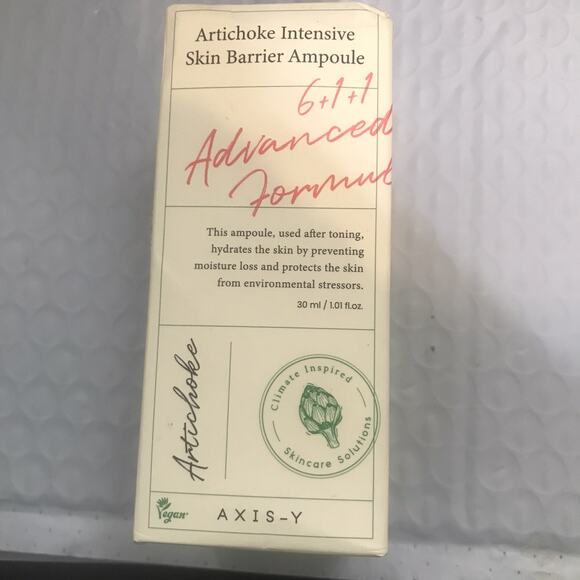 Artichoke Intensive
Skin Barrier Ampoule
6+1+1
Advanced
Formul
This ampoule, used after toning,
hydrates the skin by preventing
moisture loss and protects the skin
from environmental stressors.
30 ml / 1.01 fl.oz.
Artichoke
Climate Inspired
Skincare Solutions
Vegan
AXIS-Y